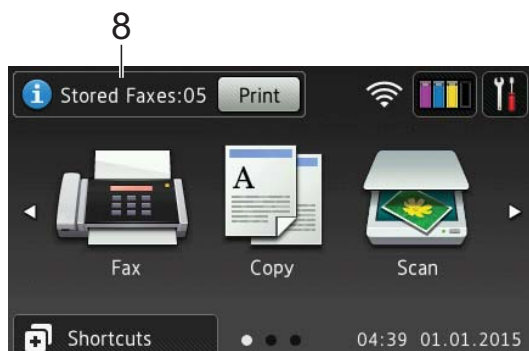 8
i Stored Faxes:05 Print
A
Fax Copy Scan
Shortcuts 04:39 01.01.2015